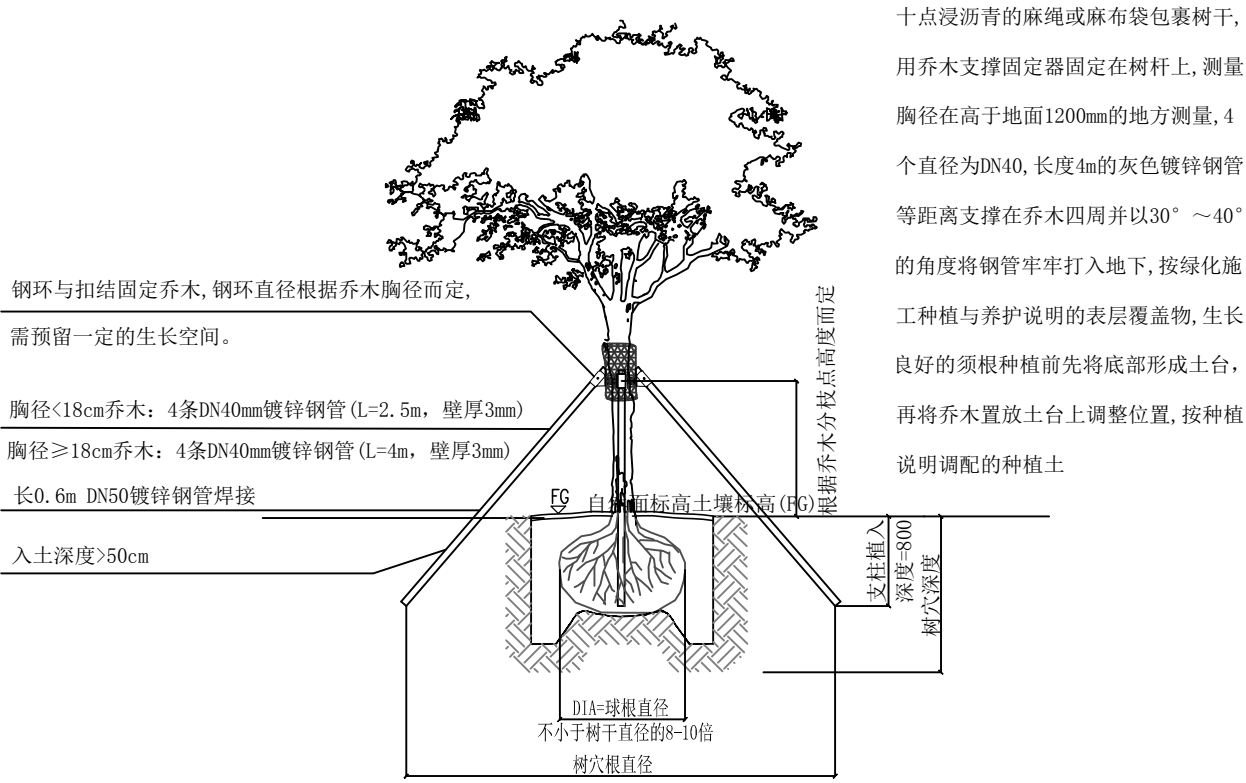 十点浸沥青的麻绳或麻布袋包裹树干,
用乔木支撑固定器固定在树杆上,测量
胸径在高于地面1200mm的地方测量,4
个直径为DN40,长度4m的灰色镀锌钢管
等距离支撑在乔木四周并以30° ～40°
的角度将钢管牢牢打入地下,按绿化施
工种植与养护说明的表层覆盖物,生长
良好的须根种植前先将底部形成土台,
再将乔木置放土台上调整位置,按种植
说明调配的种植土
钢环与扣结固定乔木,钢环直径根据乔木胸径而定,
需预留一定的生长空间。
胸径<18cm乔木：4条DN40mm镀锌钢管(L=2.5m，壁厚3mm)
胸径≥18cm乔木：4条DN40mm镀锌钢管(L=4m，壁厚3mm)
长0.6m DN50镀锌钢管焊接
入土深度>50cm
根据乔木分枝点高度而定
FG
自然面标高土壤标高(FG)
支柱植入
深度=800
树穴深度
DIA=球根直径
不小于树干直径的8-10倍
树穴根直径